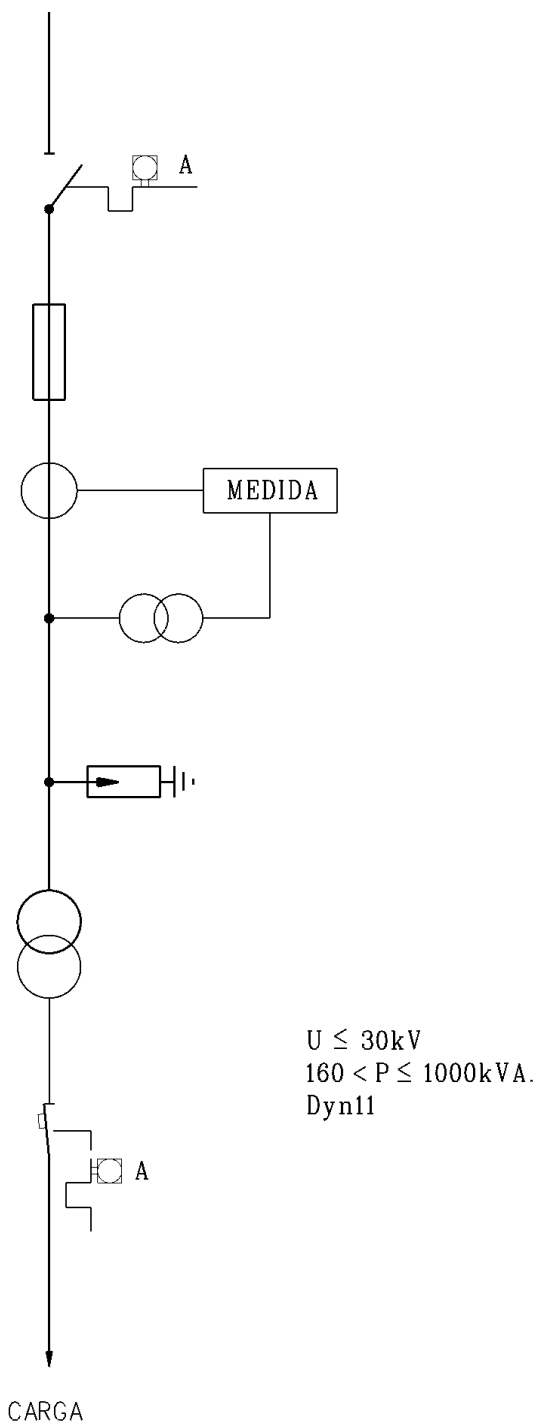 A
MEDIDA
U ≤ 30kV
160 < P ≤ 1000kVA.
Dyn11
A
CARGA